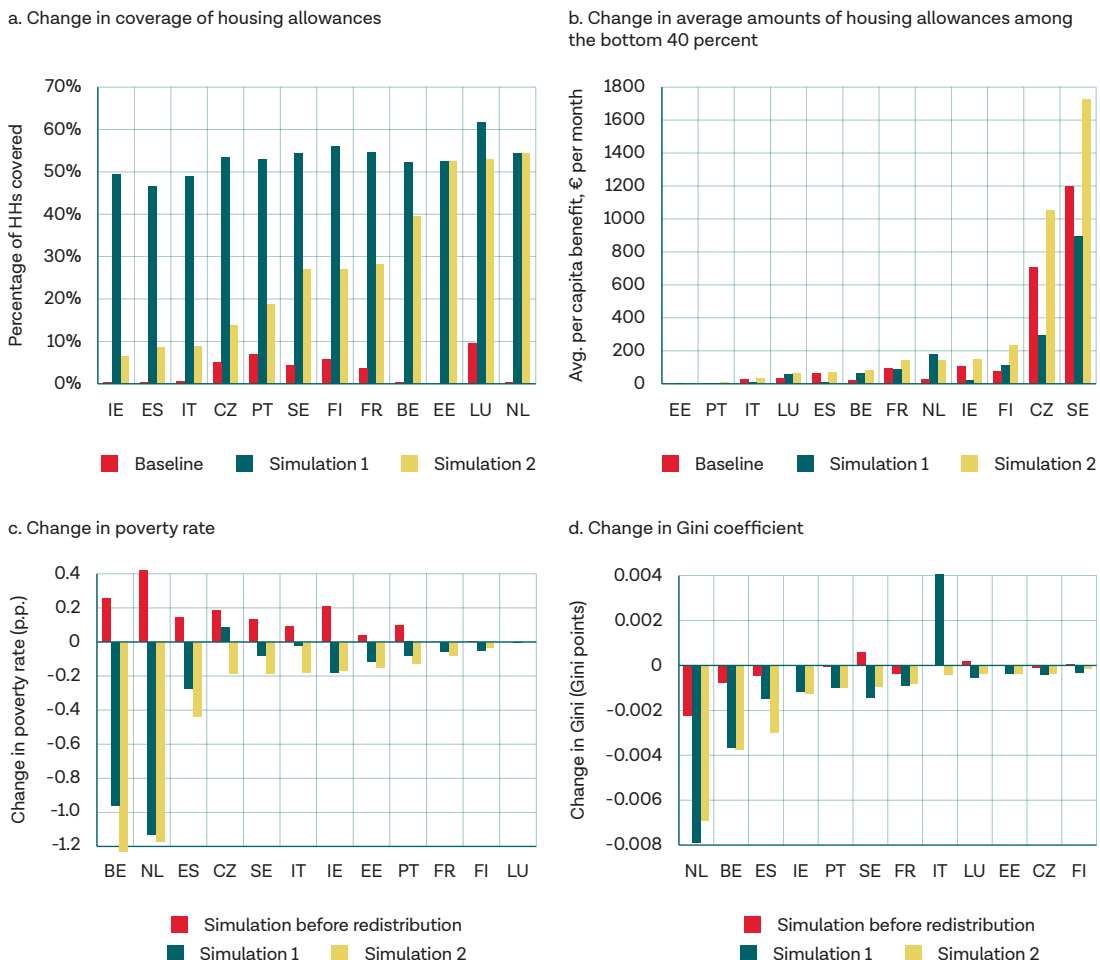 a. Change in coverage of housing allowances
Percentage of HHs covered
70%
60%
50%
40%
30%
20%
10%
0%
IE ES IT CZ PT SE FI FR BE EE LU NL
Baseline Simulation 1 Simulation 2
b. Change in average amounts of housing allowances among
the bottom 40 percent
Avg. per capita benefit, € per month
1800
1600
1400
1200
1000
800
600
400
200
0
EE PT IT LU ES BE FR NL IE FI CZ SE
Baseline Simulation 1 Simulation 2
c. Change in poverty rate
Change in poverty rate (p.p.)
0.4
0.2
0
-0.2
-0.4
-0.6
-0.8
-1.0
-1.2
BE NL ES CZ SE IT IE EE PT FR FI LU
Simulation before redistribution
Simulation 1 Simulation 2
d. Change in Gini coefficient
Change in Gini (Gini points)
0.004
0.002
0
-0.002
-0.004
-0.006
-0.008
NL BE ES IE PT SE FR IT LU EE CZ FI
Simulation before redistribution
Simulation 1 Simulation 2